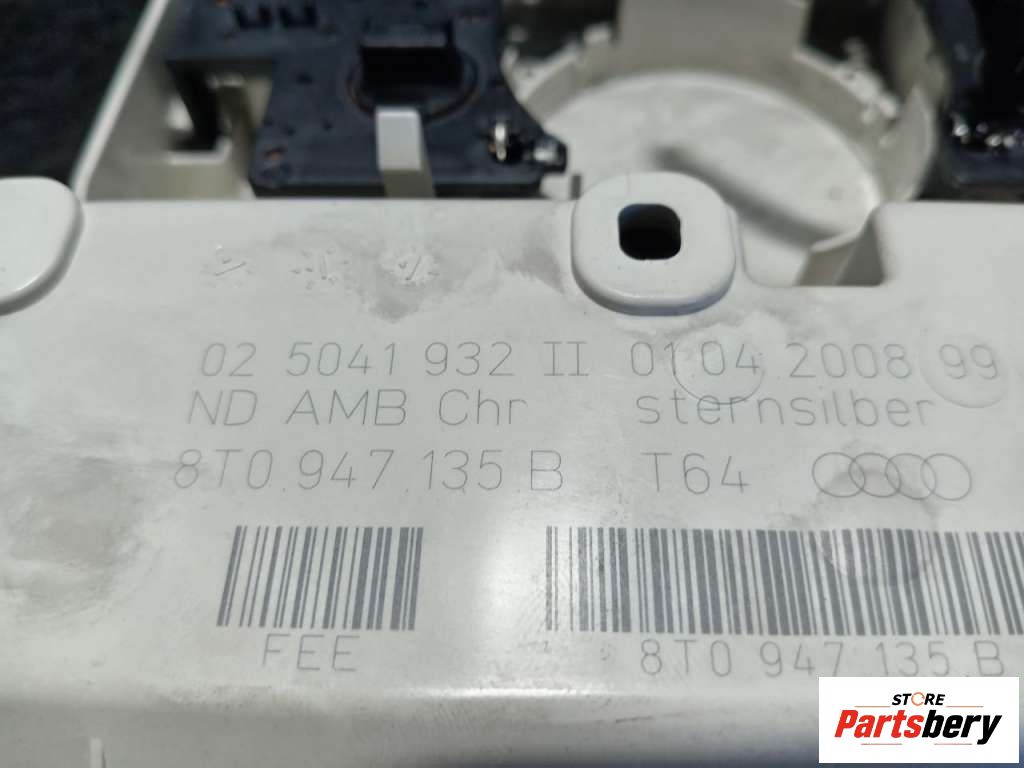 02 5041 932 II 01.04.2008 99
ND AMB Chr sternsilber
8T0.947.135.B T64
FEE
8T0 947 135 B
STORE
Partsbery